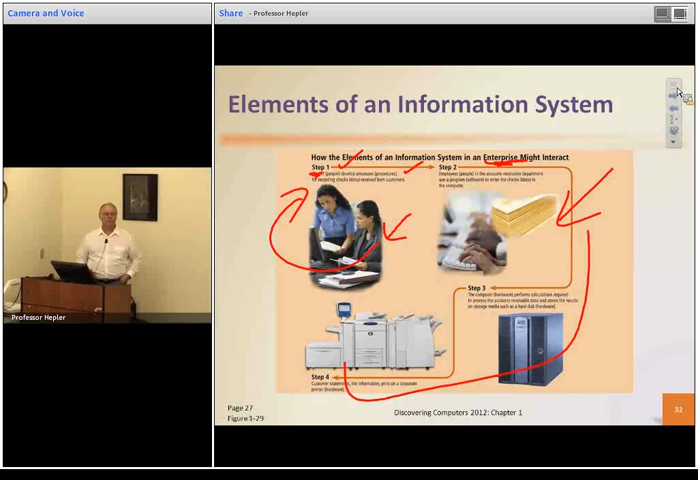 Camera and Voice
Share - Professor Hepler
Elements of an Information System
How the Elements of an Information System in an Enterprise Might Interact
Step 1
(people) develop processes (procedures)
for recording checks (data) received from customers.
Step 2
Employees (people) in the accounts receivable department
use a program (software) to enter the checks (data) in
the computer.
Step 3
The computer (hardware) performs calculations required
to process the accounts receivable data and stores the results
on storage media such as a hard disk (hardware).
Step 4
Customer statements, the information, print on a corporate
printer (hardware).
Professor Hepler
Page 27
Figure 1-29
Discovering Computers 2012: Chapter 1
32